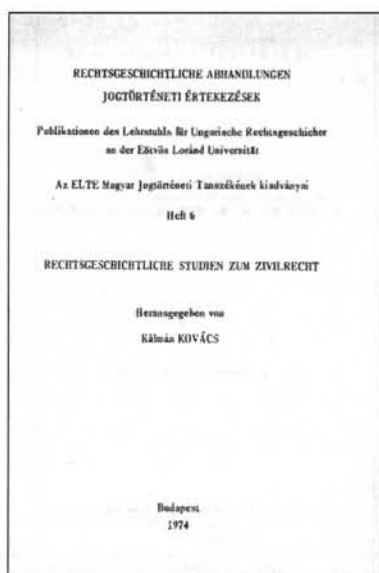 RECHTSGESCHICHTLICHE ABHANDLUNGEN
JOGTÖRTÉNETI ÉRTEKEZÉSEK
Publikationen des Lehrstuhls für Ungarische Rechtsgeschichte
an der Eötvös Loránd Universität
Az ELTE Magyar Jogtörténeti Tanszékének kiadványai
Heft 6
RECHTSGESCHICHTLICHE STUDIEN ZUM ZIVILRECHT
Herausgegeben von
Kálmán KOVÁCS
Budapest
1974